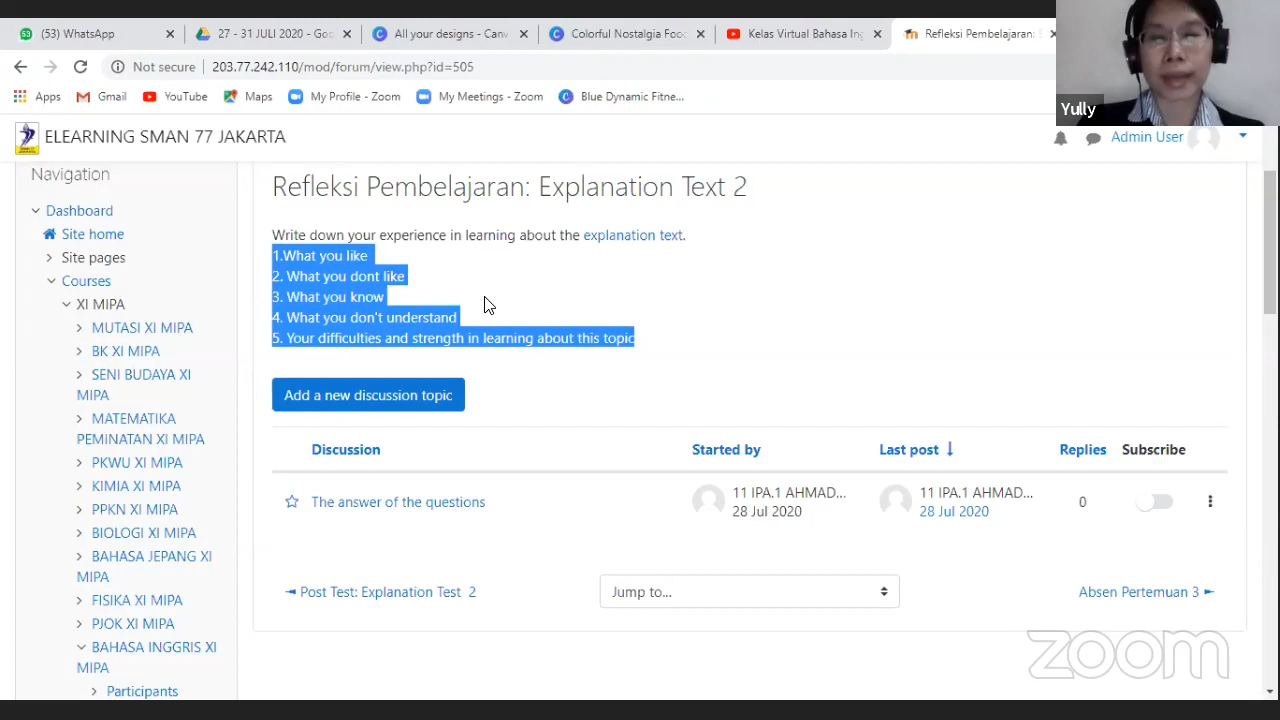 (53) WhatsApp
27 - 31 JULI 2020 - Goo
All your designs - Canv
Colorful Nostalgia Foo
Kelas Virtual Bahasa Ing
Refleksi Pembelajaran:
Not secure
203.77.242.110/mod/forum/view.php?id=505
Apps
Gmail
YouTube
Maps
My Profile - Zoom
My Meetings - Zoom
Blue Dynamic Fitne...
Yully
ELEARNING SMAN 77 JAKARTA
Admin User
Navigation
Dashboard
Site home
Site pages
Courses
XI MIPA
MUTASI XI MIPA
BK XI MIPA
SENI BUDAYA XI
MIPA
MATEMATIKA
PEMINATAN XI MIPA
PKWU XI MIPA
KIMIA XI MIPA
PPKN XI MIPA
BIOLOGI XI MIPA
BAHASA JEPANG XI
MIPA
FISIKA XI MIPA
PJOK XI MIPA
BAHASA INGGRIS XI
MIPA
Participants
Refleksi Pembelajaran: Explanation Text 2
Write down your experience in learning about the explanation text.
1.What you like
2. What you dont like
3. What you know
4. What you don't understand
5. Your difficulties and strength in learning about this topic
Add a new discussion topic
Discussion
Started by
Last post
Replies
Subscribe
The answer of the questions
11 IPA.1 AHMAD...
28 Jul 2020
11 IPA.1 AHMAD...
28 Jul 2020
0
Post Test: Explanation Test 2
Jump to...
Absen Pertemuan 3
zoom